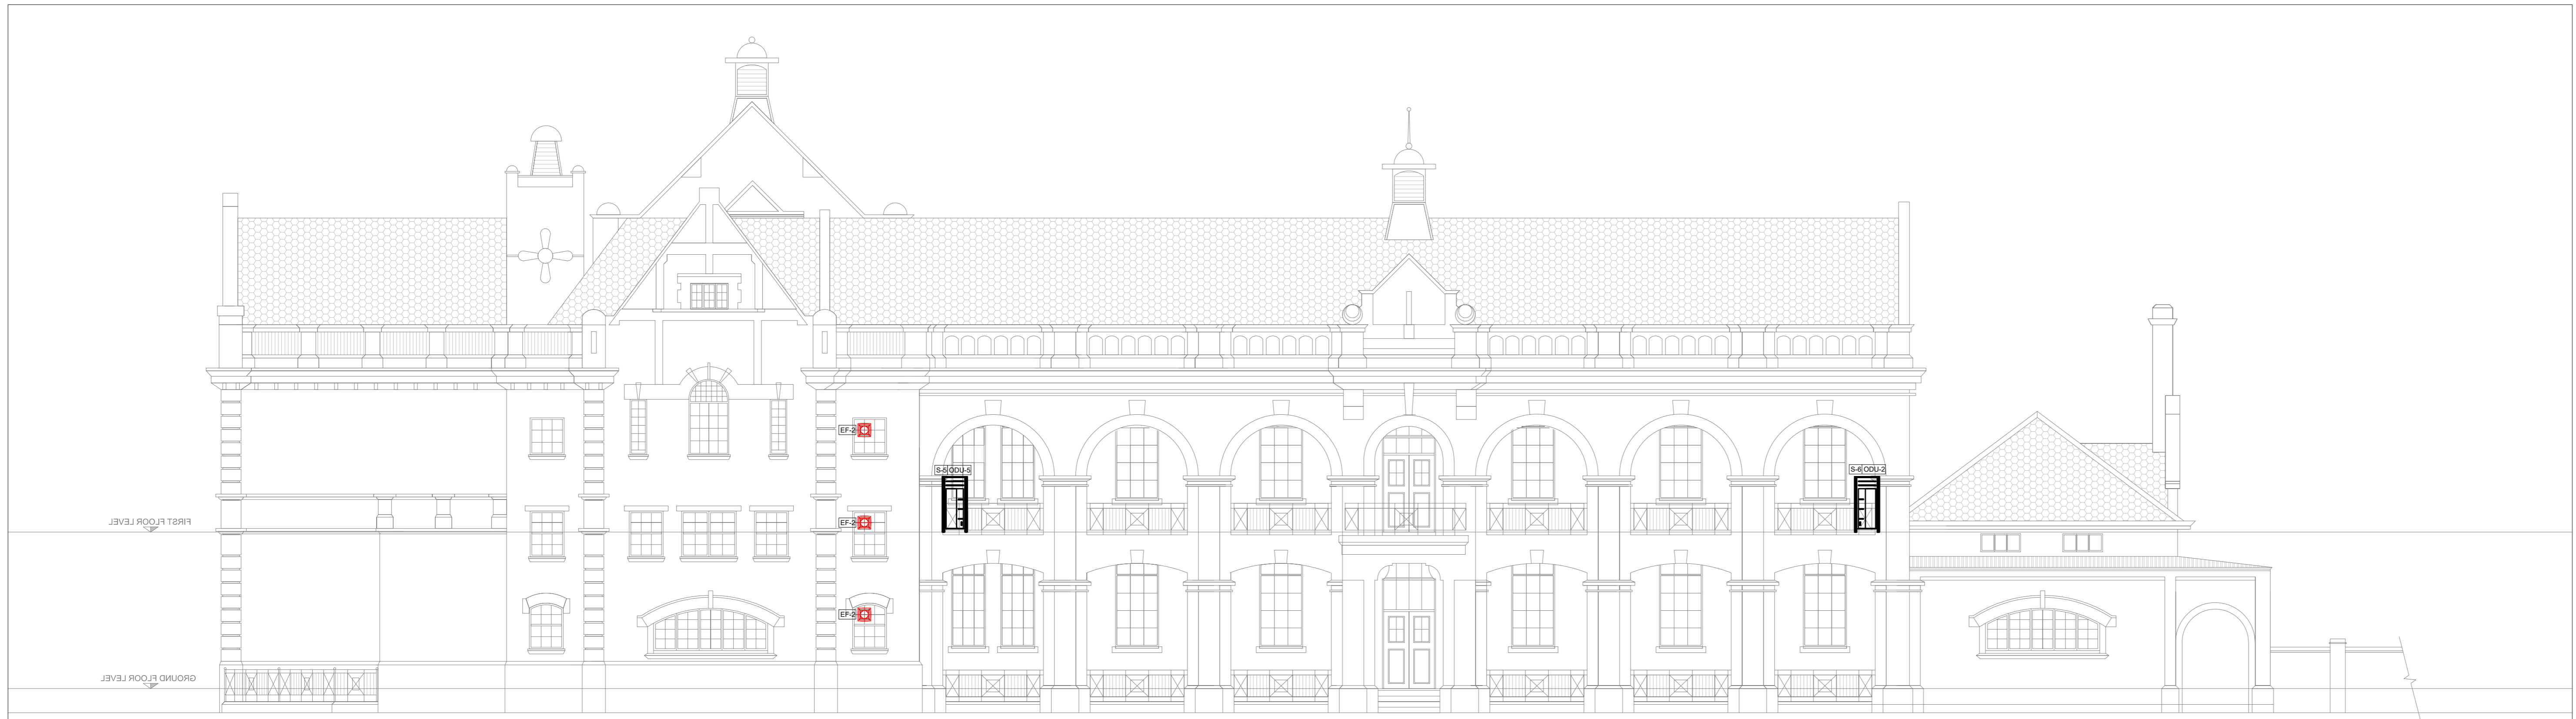 EF-2
S-5 ODU-5
S-6 ODU-2
FIRST FLOOR LEVEL
EF-2
EF-2
GROUND FLOOR LEVEL